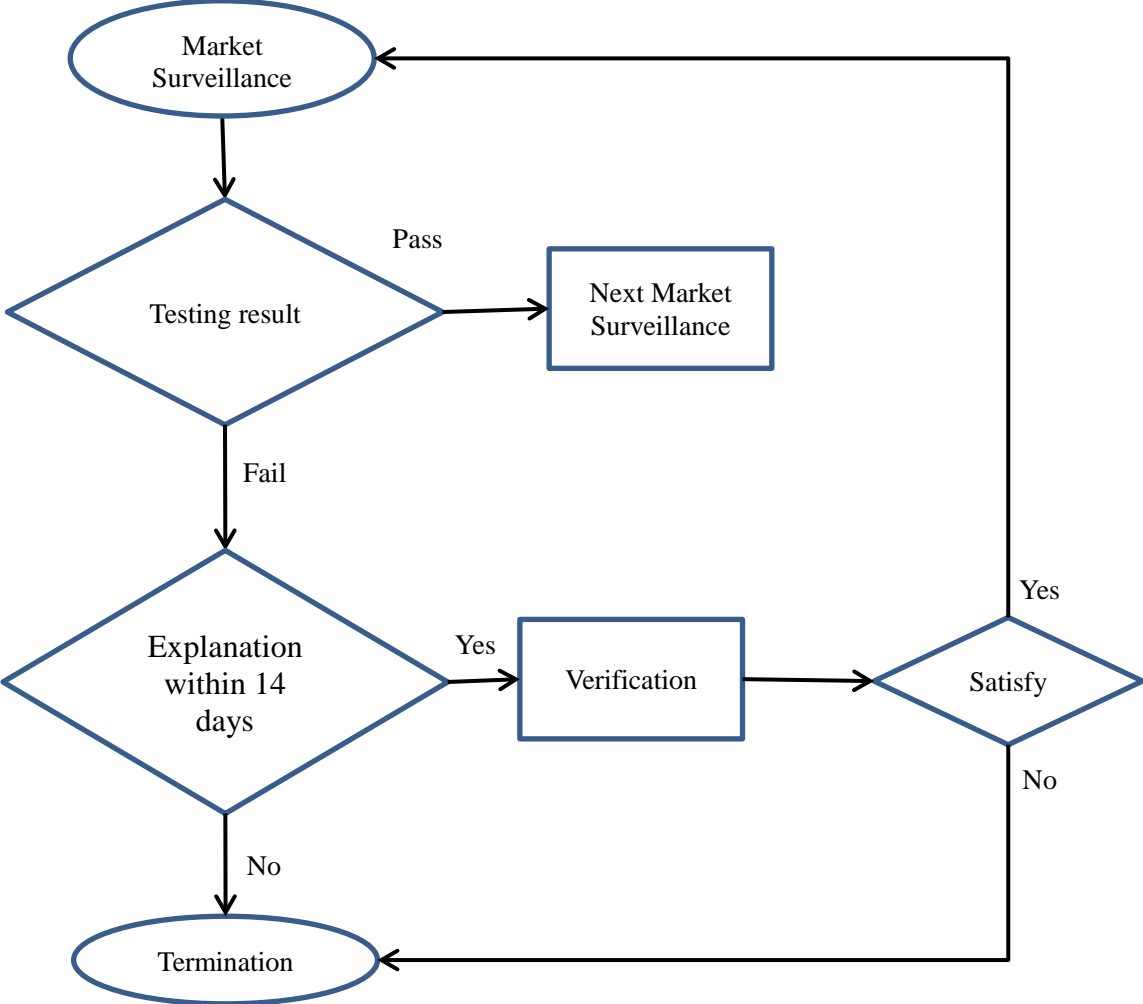 Market
Surveillance
Pass
Testing result
Next Market
Surveillance
Fail
Explanation
within 14
days
Yes
Verification
Satisfy
Yes
No
No
Termination